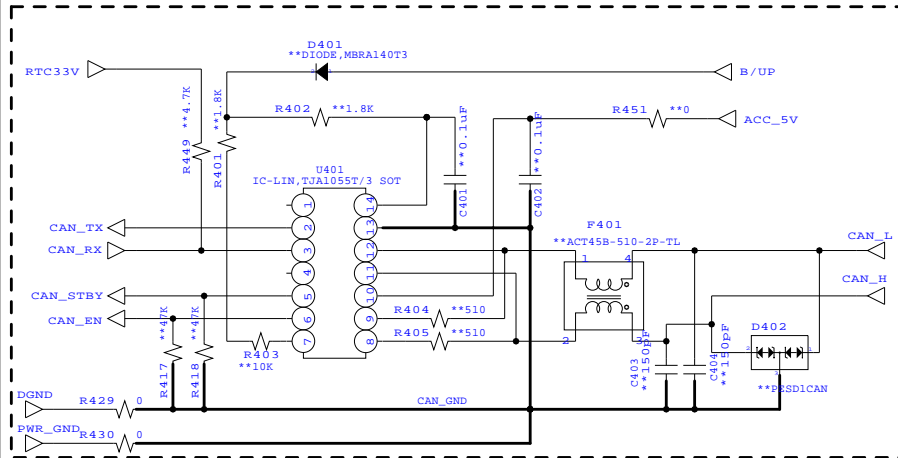 D401
**DIODE,MBRA140T3
RTC33V
B/UP
R449 **4.7K
R401 **1.8K
R402 **1.8K
R451 **0
ACC_5V
C401 **0.1uF
C402 **0.1uF
U401
IC-LIN,TJA1055T/3 SOT
1
14
CAN_TX
2
13
CAN_RX
3
12
4
11
CAN_STBY
5
10
CAN_EN
6
9
7
8
F401
**ACT45B-510-2P-TL
1
4
2
3
CAN_L
CAN_H
R404 **510
R405 **510
R403
**10K
R417 **47K
R418 **47K
C403 **150pF
C404 **150pF
D402
2
1
3
**PESD1CAN
DGND
R429 0
CAN_GND
PWR_GND
R430 0